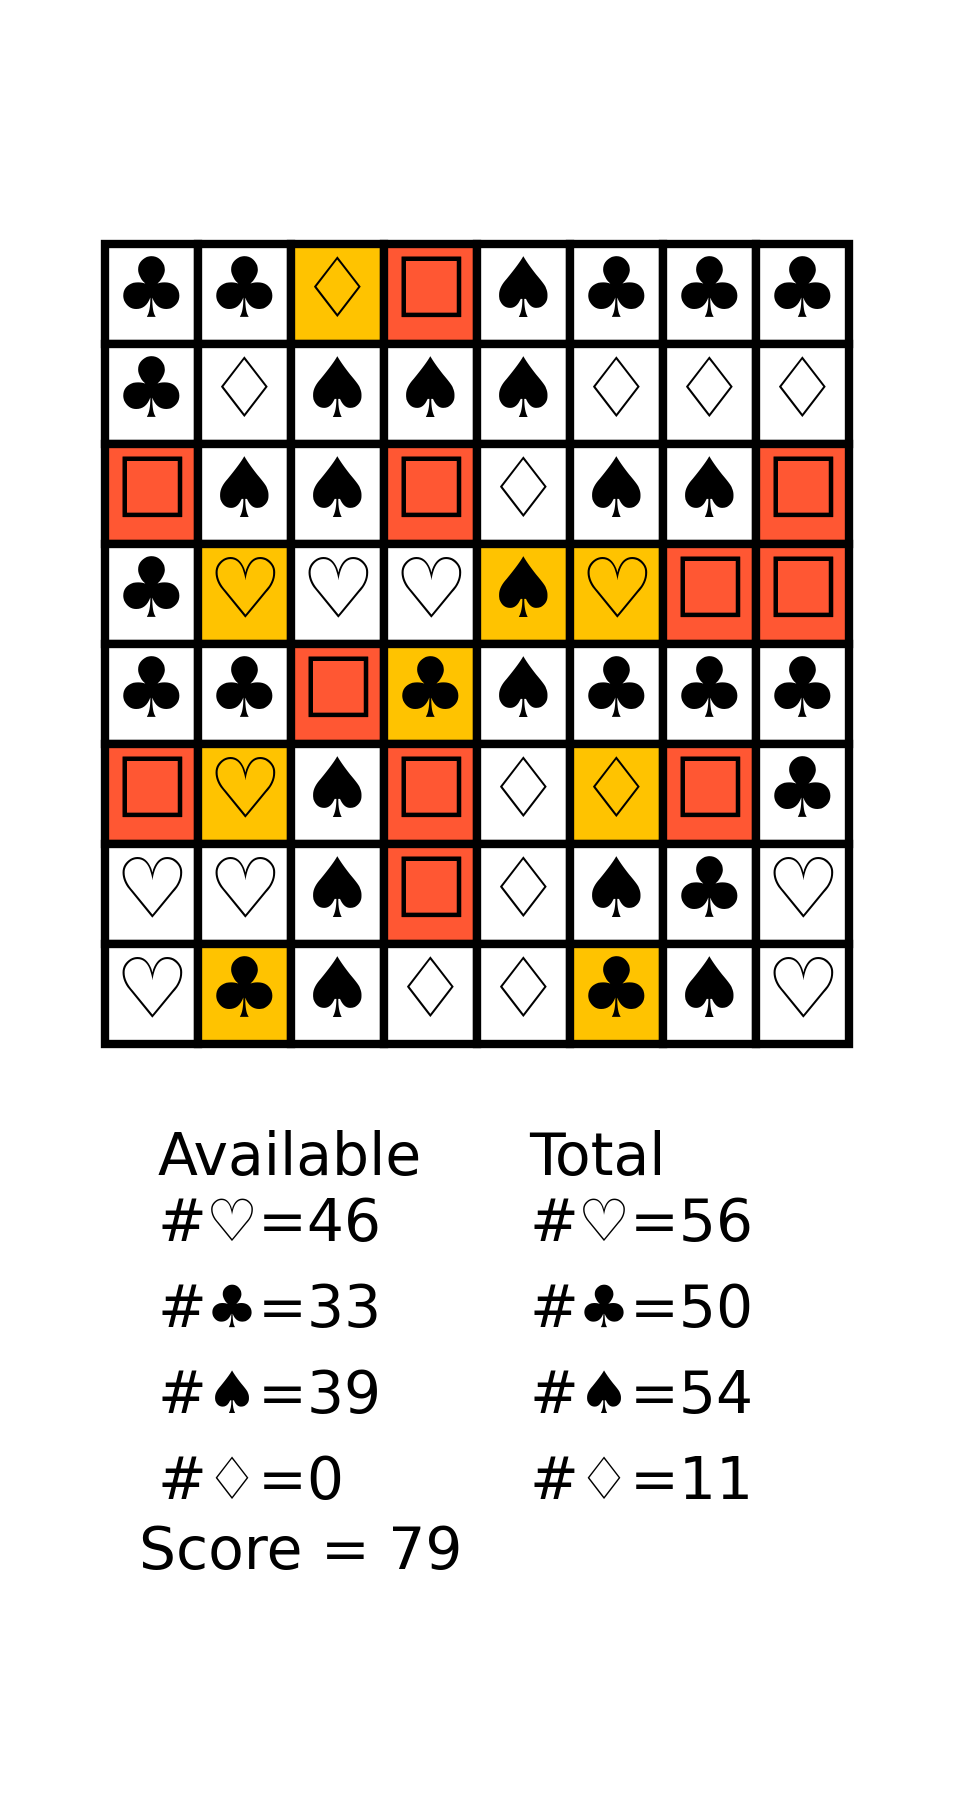 ♣ ♣ ♢ □ ♠ ♣ ♣ ♣
♣ ♢ ♠ ♠ ♠ ♢ ♢ ♢
□ ♠ ♠ □ ♢ ♠ ♠ □
♣ ♡ ♡ ♡ ♠ ♡ □ □
♣ ♣ □ ♣ ♠ ♣ ♣ ♣
□ ♡ ♠ □ ♢ ♢ □ ♣
♡ ♡ ♠ □ ♢ ♠ ♣ ♡
♡ ♣ ♠ ♢ ♢ ♣ ♠ ♡
Available Total
#♡=46 #♡=56
#♣=33 #♣=50
#♠=39 #♠=54
#♢=0 #♢=11
Score = 79